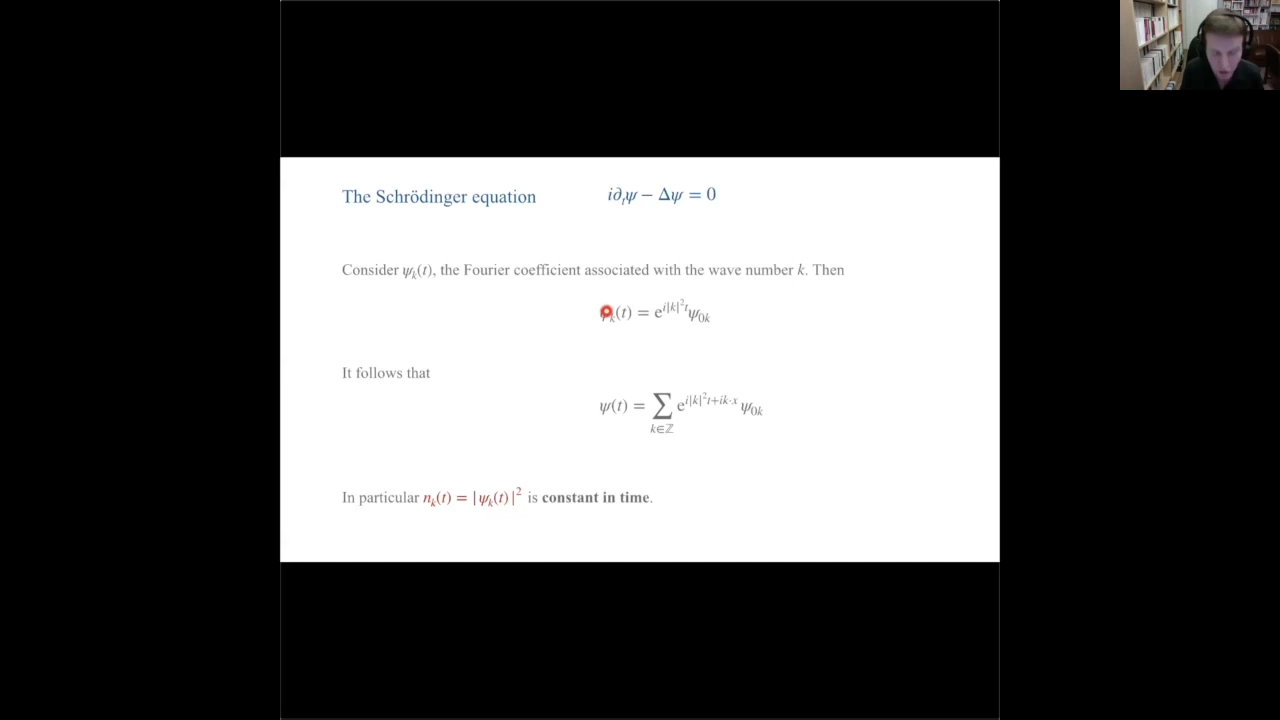 The Schrödinger equation i∂ₜψ − Δψ = 0
Consider ψₖ(t), the Fourier coefficient associated with the wave number k. Then
ψₖ(t) = e^{i|k|²t}ψ₀ₖ
It follows that
ψ(t) = ∑_{k∈ℤ} e^{i|k|²t+ik·x} ψ₀ₖ
In particular nₖ(t) = |ψₖ(t)|² is constant in time.